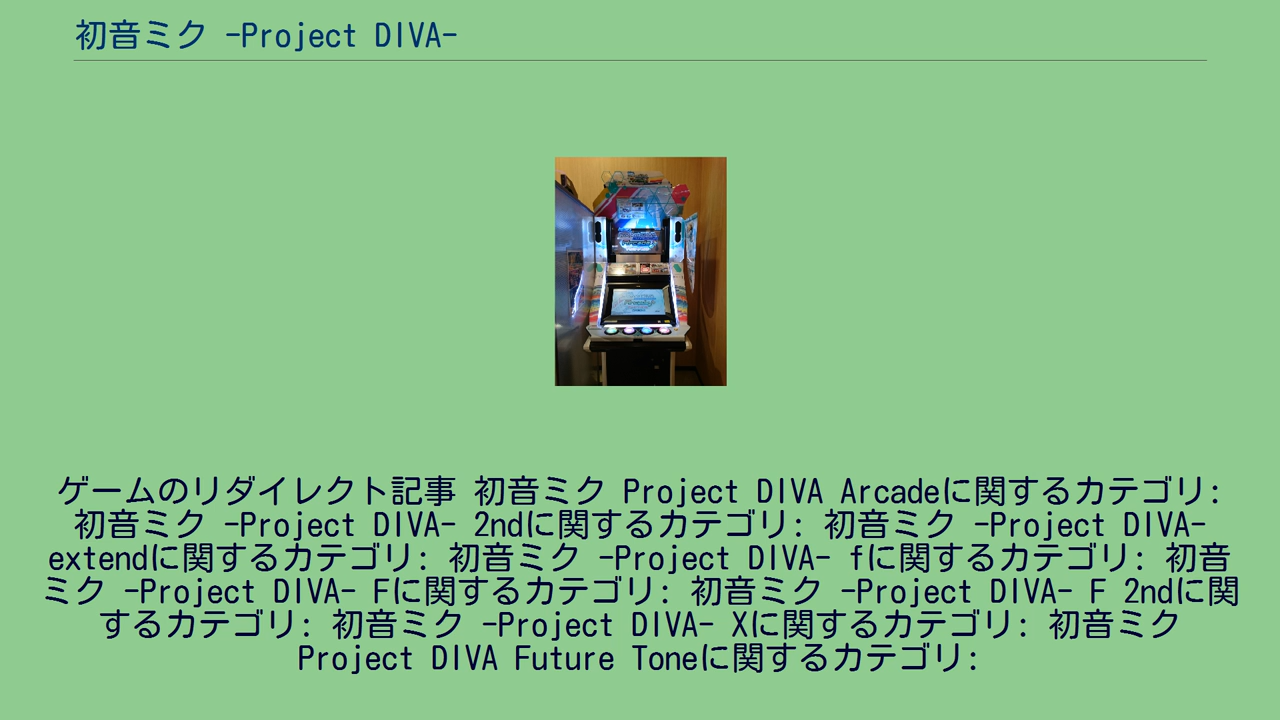 初音ミク -Project DIVA-
ゲームのリダイレクト記事 初音ミク Project DIVA Arcadeに関するカテゴリ:
初音ミク -Project DIVA- 2ndに関するカテゴリ: 初音ミク -Project DIVA-
extendに関するカテゴリ: 初音ミク -Project DIVA- fに関するカテゴリ: 初音
ミク -Project DIVA- Fに関するカテゴリ: 初音ミク -Project DIVA- F 2ndに関
するカテゴリ: 初音ミク -Project DIVA- Xに関するカテゴリ: 初音ミク
Project DIVA Future Toneに関するカテゴリ: